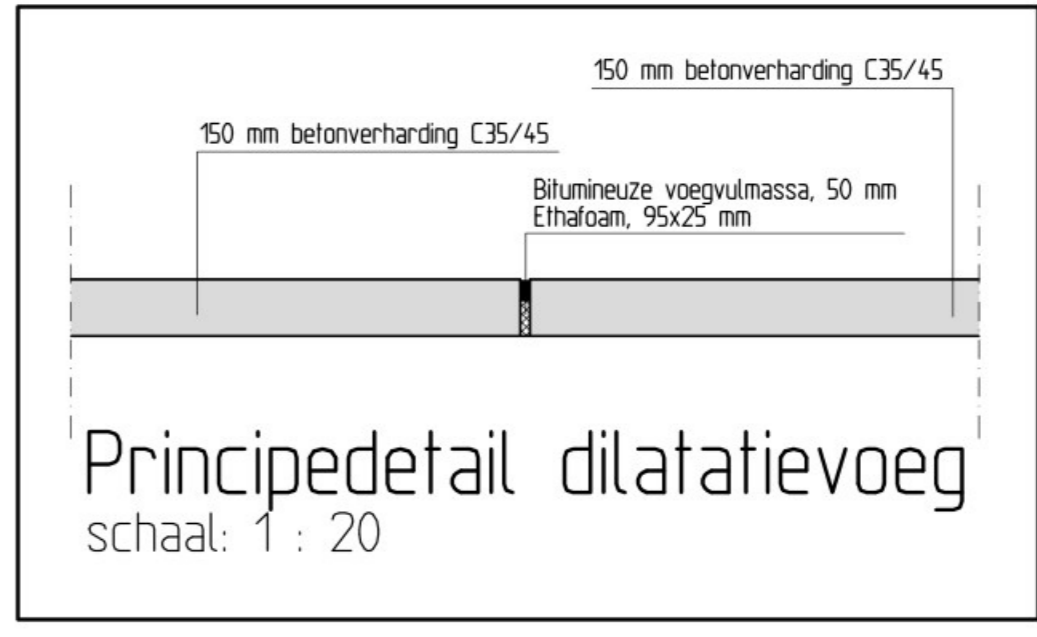 150 mm betonverharding C35/45
150 mm betonverharding C35/45
Bitumineuze voegvulmassa, 50 mm
Ethafoam, 95x25 mm
Principedetail dilatatievoeg
schaal: 1 : 20